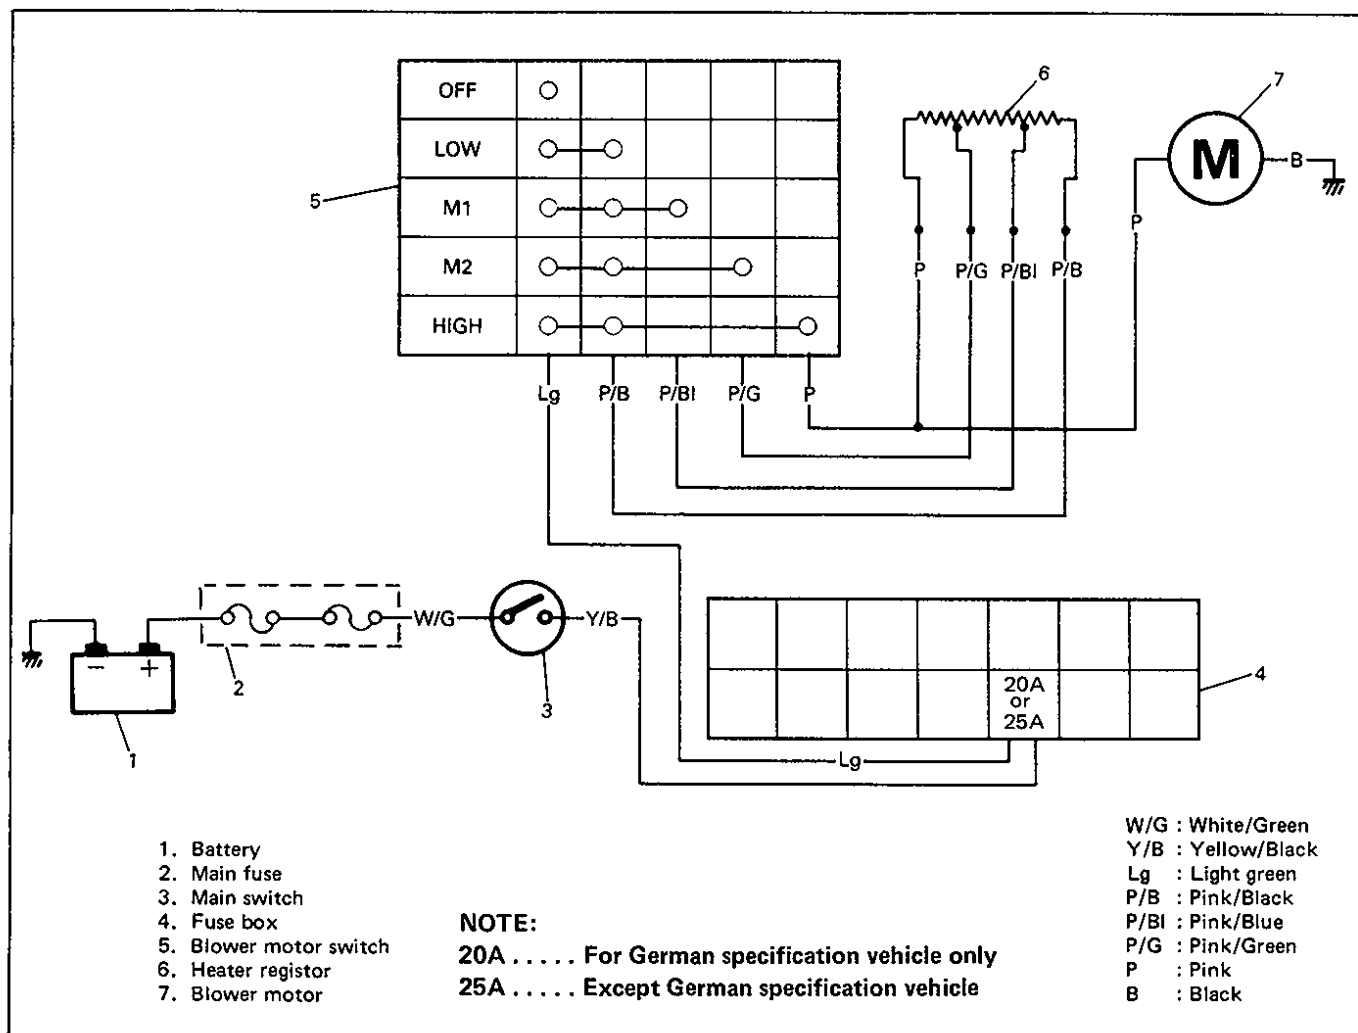 OFF
LOW
M1
M2
HIGH
5
6
7
M
B
P
P P/G P/Bl P/B
Lg P/B P/Bl P/G P
W/G
Y/B
- +
1
2
3
20A
or
25A
4
Lg
1. Battery
2. Main fuse
3. Main switch
4. Fuse box
5. Blower motor switch
6. Heater registor
7. Blower motor
NOTE:
20A ..... For German specification vehicle only
25A ..... Except German specification vehicle
W/G : White/Green
Y/B : Yellow/Black
Lg : Light green
P/B : Pink/Black
P/Bl : Pink/Blue
P/G : Pink/Green
P : Pink
B : Black